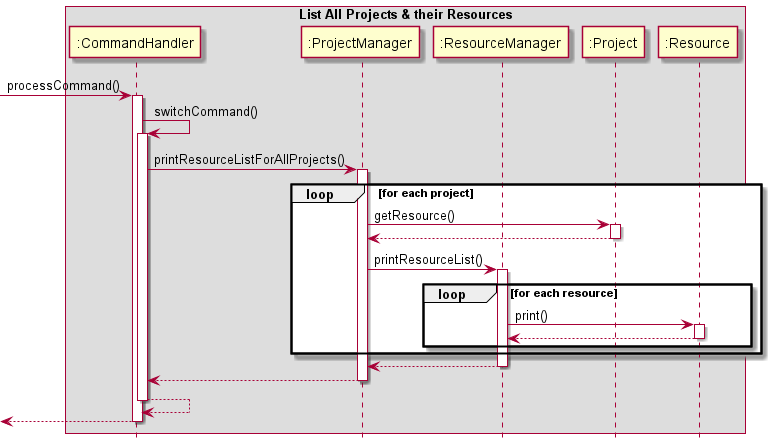 List All Projects & their Resources
:CommandHandler
:ProjectManager
:ResourceManager
:Project
:Resource
processCommand()
switchCommand()
printResourceListForAllProjects()
loop
[for each project]
getResource()
printResourceList()
loop
[for each resource]
print()